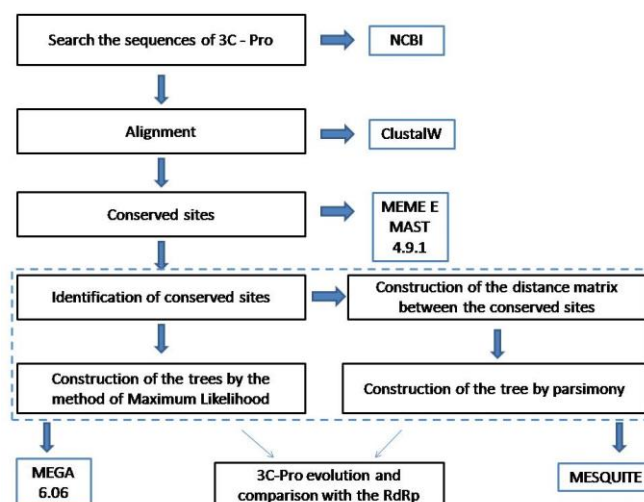 Search the sequences of 3C - Pro
NCBI
Alignment
ClustalW
Conserved sites
MEME E
MAST
4.9.1
Identification of conserved sites
Construction of the distance matrix
between the conserved sites
Construction of the trees by the
method of Maximum Likelihood
Construction of the tree by parsimony
MEGA
6.06
3C-Pro evolution and
comparison with the RdRp
MESQUITE